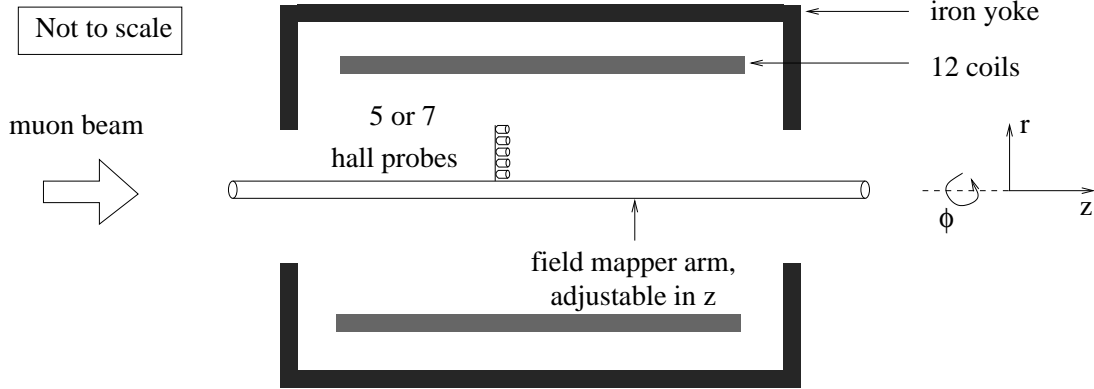 Not to scale
iron yoke
12 coils
5 or 7
hall probes
muon beam
r
z
ϕ
field mapper arm,
adjustable in z